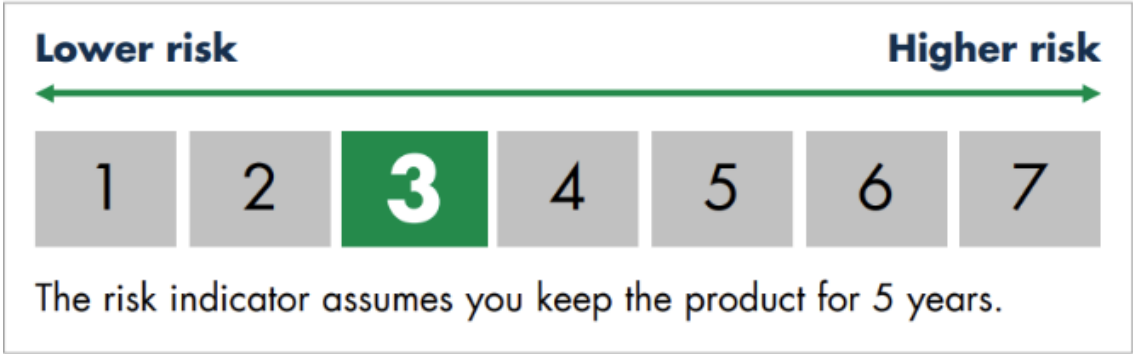 Lower risk Higher risk
1 2 3 4 5 6 7
The risk indicator assumes you keep the product for 5 years.